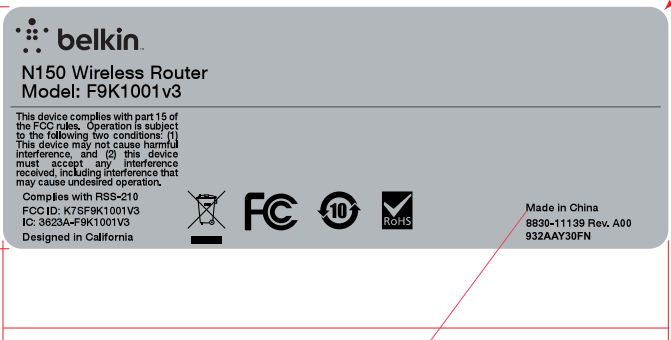 belkin
N150 Wireless Router
Model: F9K1001v3
This device complies with part 15 of
the FCC rules. Operation is subject
to the following two conditions: (1)
This device may not cause harmful
interference, and (2) this device
must accept any interference
received, including interference that
may cause undesired operation.
Complies with RSS-210
FCC ID: K7SF9K1001V3
IC: 3623A-F9K1001V3
Designed in California
FC
10
RoHS
Made in China
8830-11139 Rev. A00
932AAY30FN